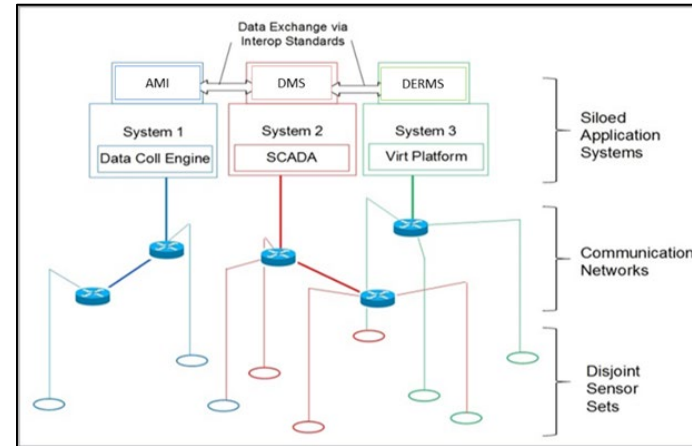 Data Exchange via
Interop Standards
AMI
DMS
DERMS
System 1
System 2
System 3
Data Coll Engine
SCADA
Virt Platform
Siloed
Application
Systems
Communication
Networks
Disjoint
Sensor
Sets